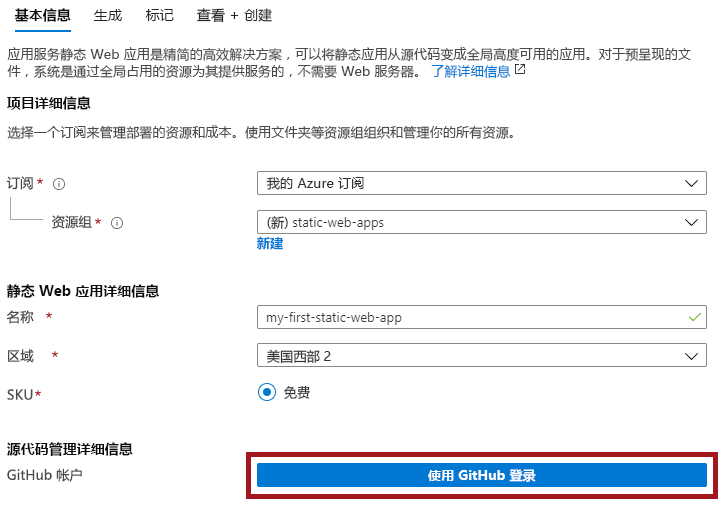 基本信息 生成 标记 查看 + 创建
应用服务静态 Web 应用是精简的高效解决方案，可以将静态应用从源代码变成全局高度可用的应用。对于预呈现的文
件，系统是通过全局占用的资源为其提供服务的，不需要 Web 服务器。 了解详细信息
项目详细信息
选择一个订阅来管理部署的资源和成本。使用文件夹等资源组组织和管理你的所有资源。
订阅 * 我的 Azure 订阅
资源组 * (新) static-web-apps
新建
静态 Web 应用详细信息
名称 * my-first-static-web-app
区域 * 美国西部 2
SKU* 免费
源代码管理详细信息
GitHub 帐户 使用 GitHub 登录